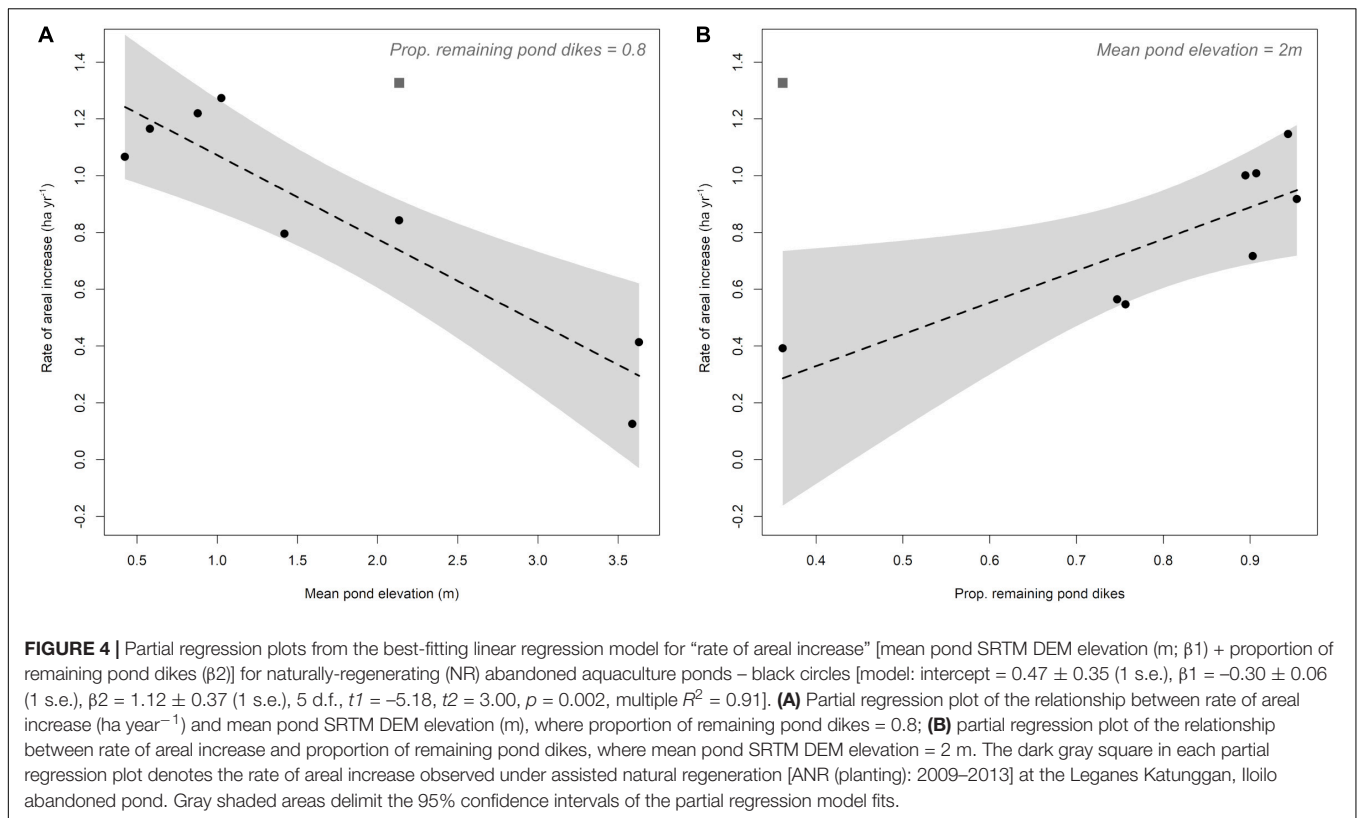 A
Prop. remaining pond dikes = 0.8
1.4
1.2
1.0
0.8
0.6
0.4
0.2
0.0
-0.2
Rate of areal increase (ha yr-1)
0.5 1.0 1.5 2.0 2.5 3.0 3.5
Mean pond elevation (m)
B
Mean pond elevation = 2m
1.4
1.2
1.0
0.8
0.6
0.4
0.2
0.0
-0.2
Rate of areal increase (ha yr-1)
0.4 0.5 0.6 0.7 0.8 0.9
Prop. remaining pond dikes
FIGURE 4 | Partial regression plots from the best-fitting linear regression model for “rate of areal increase” [mean pond SRTM DEM elevation (m; β1) + proportion of
remaining pond dikes (β2)] for naturally-regenerating (NR) abandoned aquaculture ponds – black circles [model: intercept = 0.47 ± 0.35 (1 s.e.), β1 = –0.30 ± 0.06
(1 s.e.), β2 = 1.12 ± 0.37 (1 s.e.), 5 d.f., t1 = –5.18, t2 = 3.00, p = 0.002, multiple R² = 0.91]. (A) Partial regression plot of the relationship between rate of areal
increase (ha year−1) and mean pond SRTM DEM elevation (m), where proportion of remaining pond dikes = 0.8; (B) partial regression plot of the relationship
between rate of areal increase and proportion of remaining pond dikes, where mean pond SRTM DEM elevation = 2 m. The dark gray square in each partial
regression plot denotes the rate of areal increase observed under assisted natural regeneration [ANR (planting): 2009–2013] at the Leganes Katunggan, Iloilo
abandoned pond. Gray shaded areas delimit the 95% confidence intervals of the partial regression model fits.